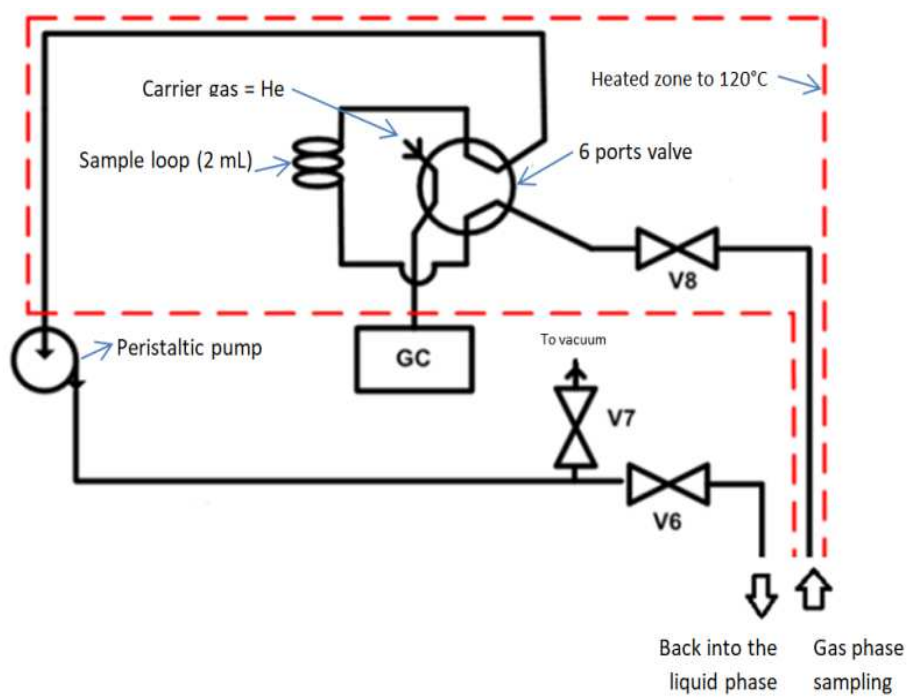 Heated zone to 120°C
Carrier gas = He
6 ports valve
Sample loop (2 mL)
V8
Peristaltic pump
To vacuum
GC
V7
V6
Back into the
liquid phase
Gas phase
sampling